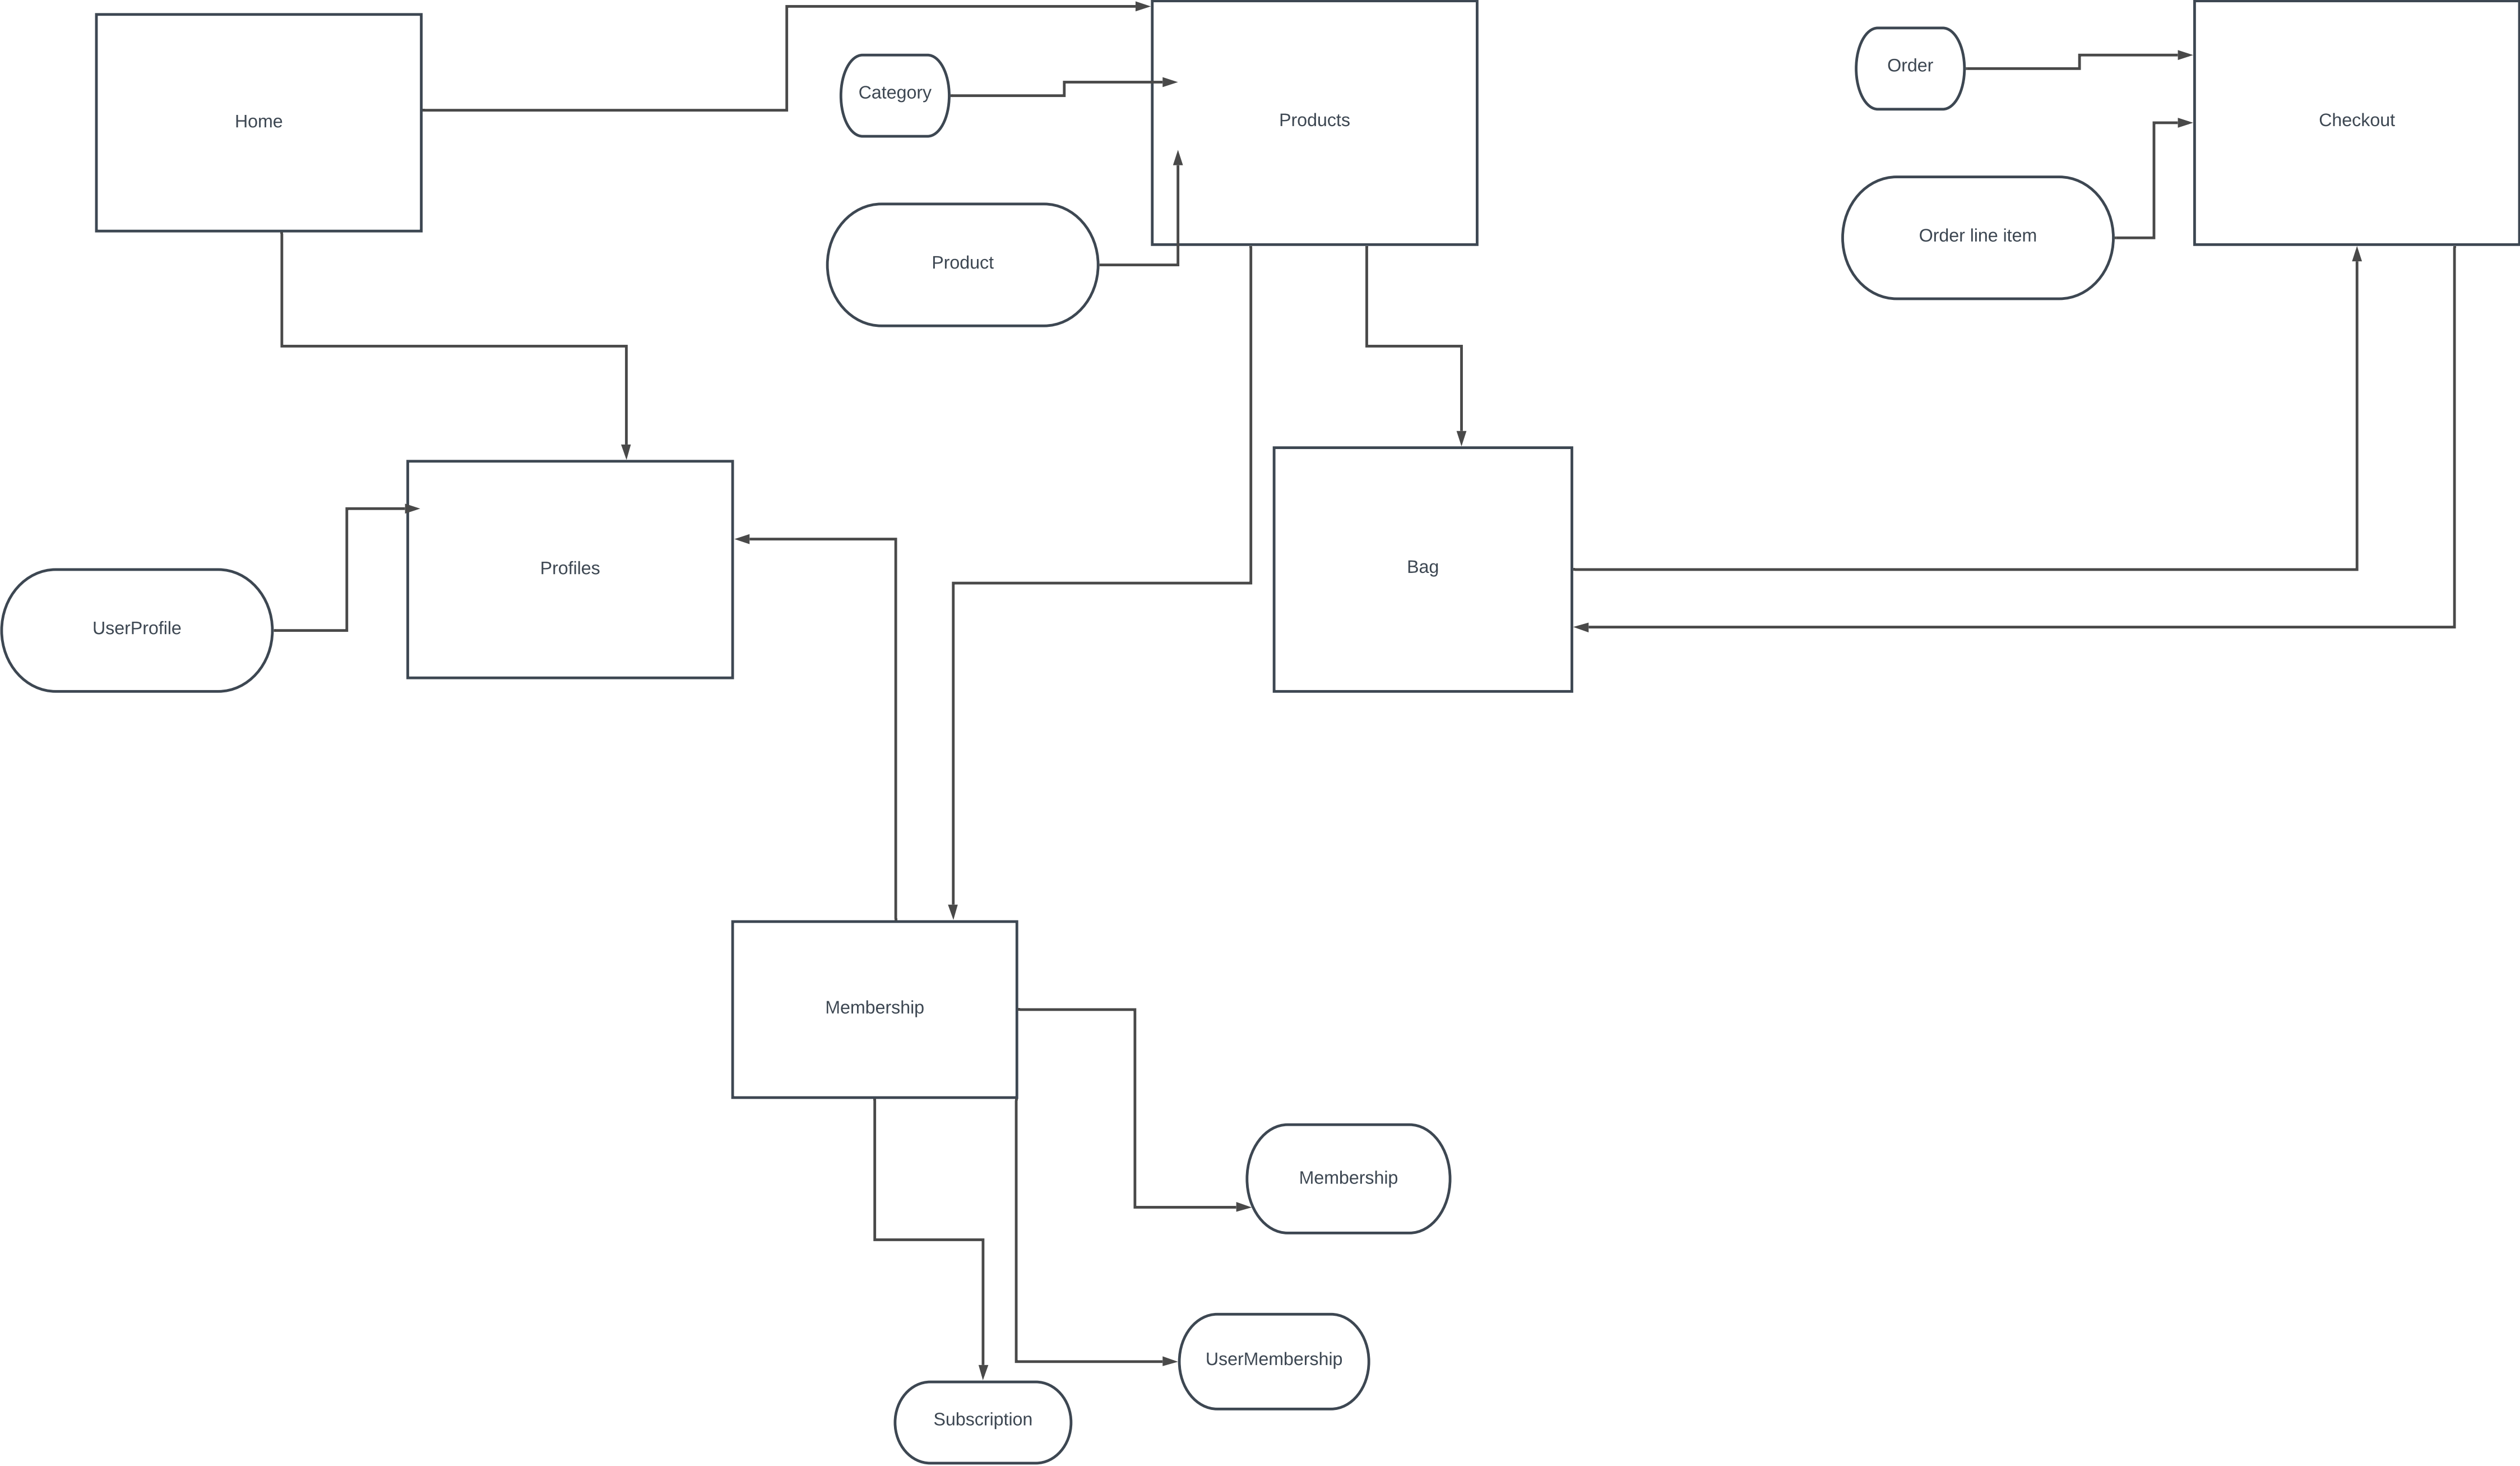 Home
Category
Products
Order
Checkout
Product
Order line item
Profiles
Bag
UserProfile
Membership
Membership
UserMembership
Subscription